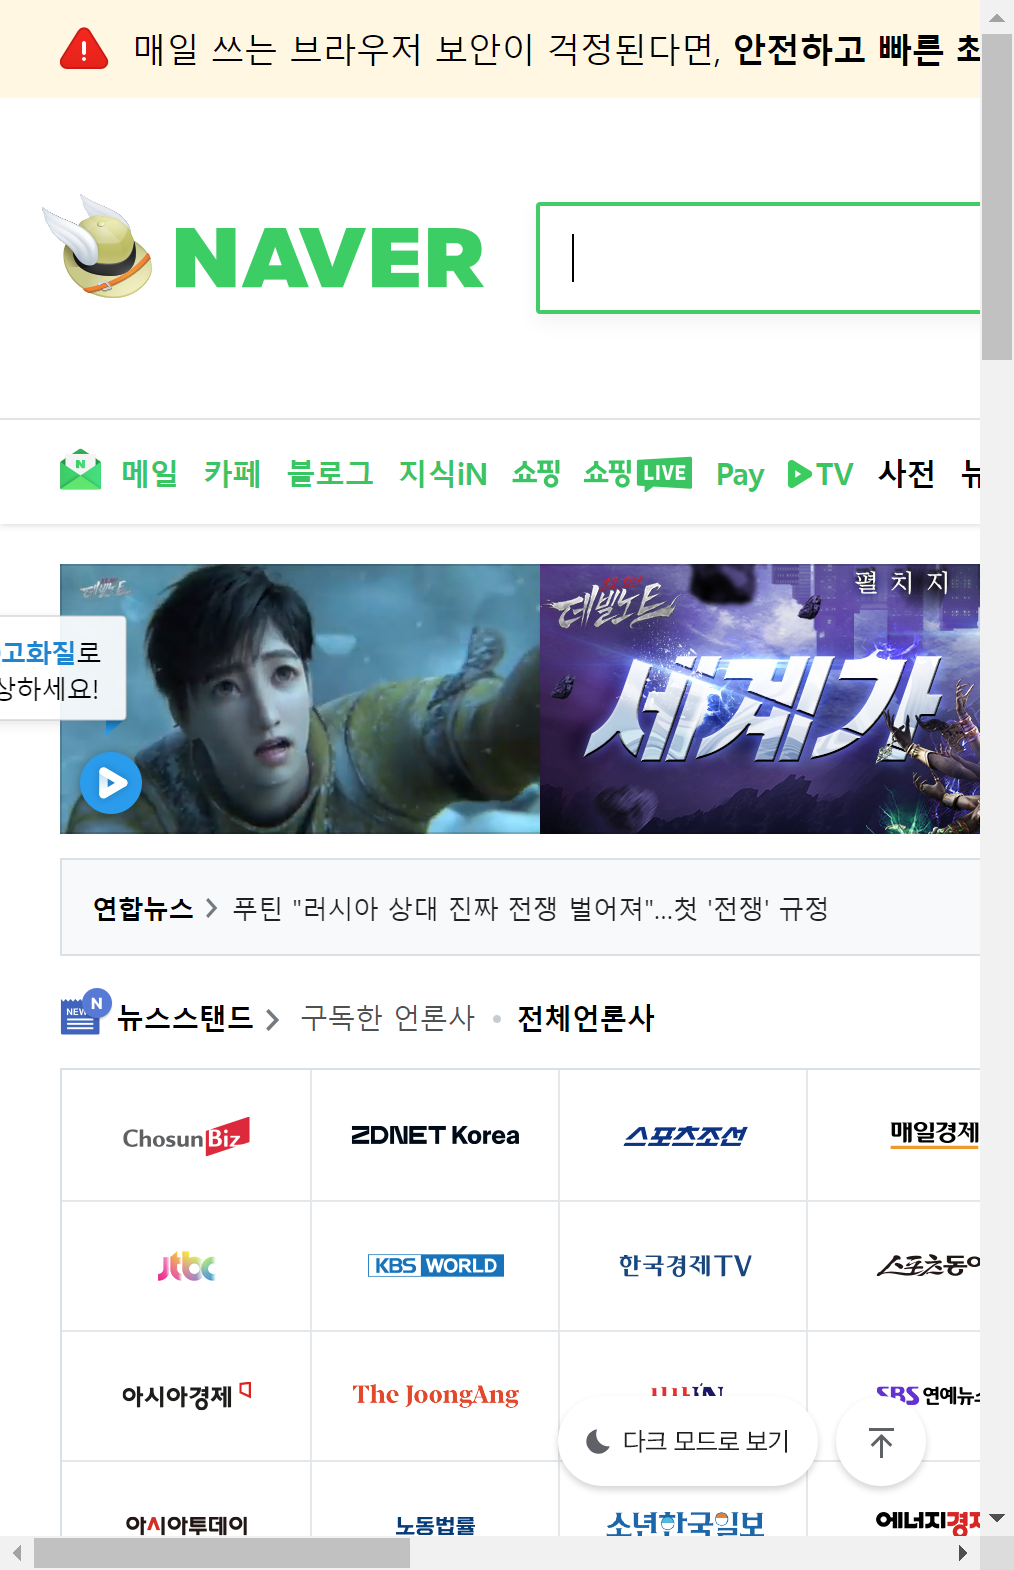 매일 쓰는 브라우저 보안이 걱정된다면, 안전하고 빠른 최
NAVER
메일 카페 블로그 지식iN 쇼핑 쇼핑LIVE Pay TV 사전 뉴
데빌노트
데빌노트
펼치지
세계가
고화질로
상하세요!
연합뉴스 > 푸틴 "러시아 상대 진짜 전쟁 벌어져"...첫 '전쟁' 규정
NEWS N 뉴스스탠드 > 구독한 언론사 • 전체언론사
ChosunBiz ZDNET Korea 스포츠조선 매일경제
jtbc KBS WORLD 한국경제TV 스포츠동아
아시아경제 The JoongAng SBS 연예뉴스
다크 모드로 보기
아시아투데이 노동법률 소년한국일보 에너지경제